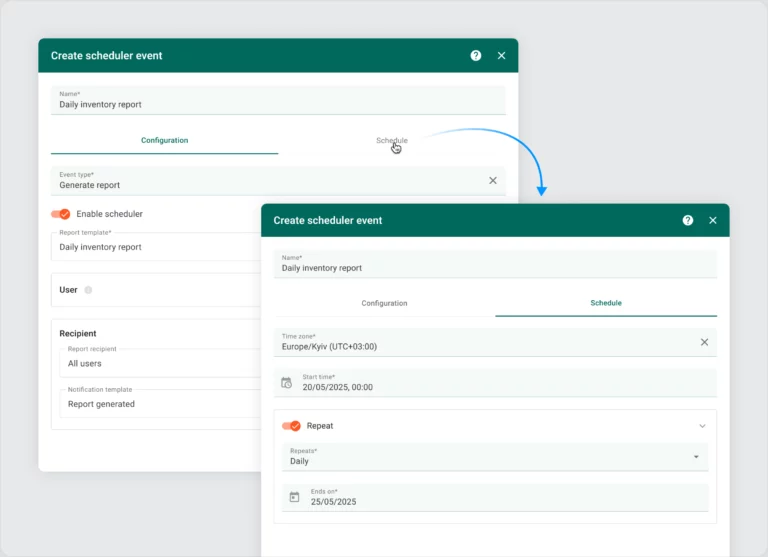 Create scheduler event
Name*
Daily inventory report
Configuration
Schedule
Event type*
Generate report
Enable scheduler
Report template*
Daily inventory report
User
Recipient
Report recipient
All users
Notification template
Report generated
Create scheduler event
Name*
Daily inventory report
Configuration
Schedule
Time zone*
Europe/Kyiv (UTC+03:00)
Start time*
20/05/2025, 00:00
Repeat
Repeats*
Daily
Ends on*
25/05/2025